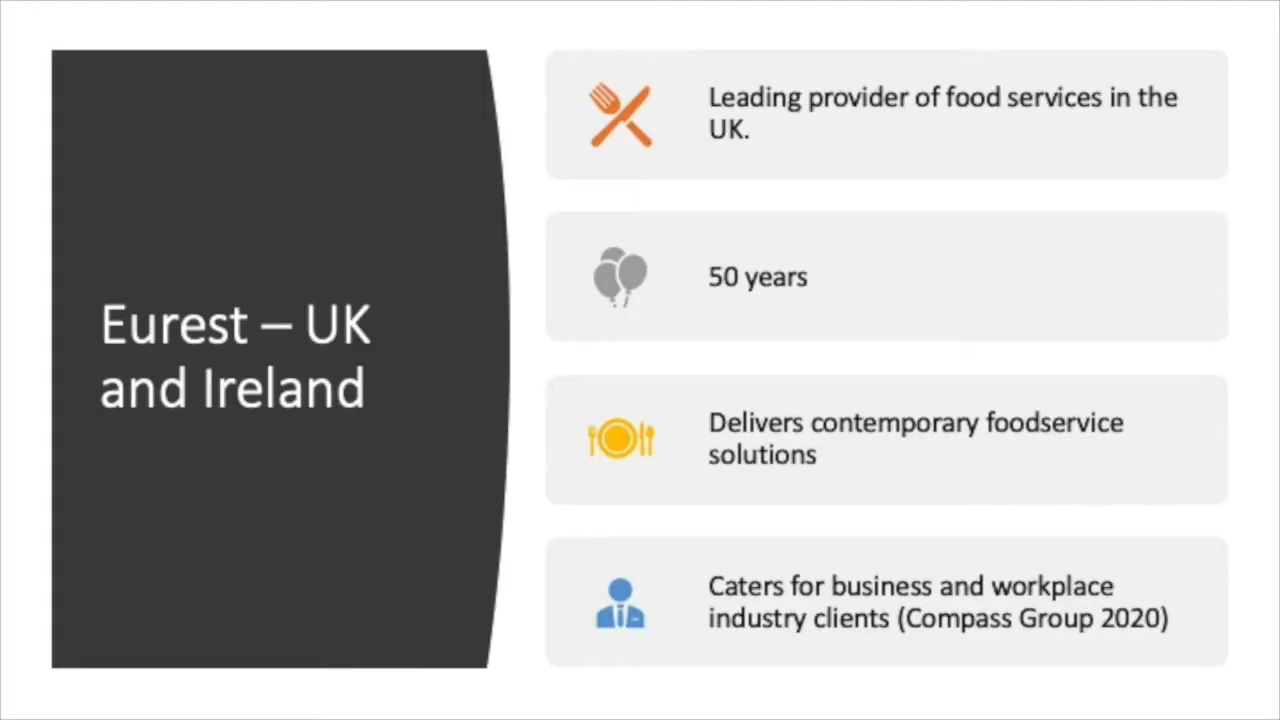 Eurest – UK
and Ireland
Leading provider of food services in the
UK.
50 years
Delivers contemporary foodservice
solutions
Caters for business and workplace
industry clients (Compass Group 2020)